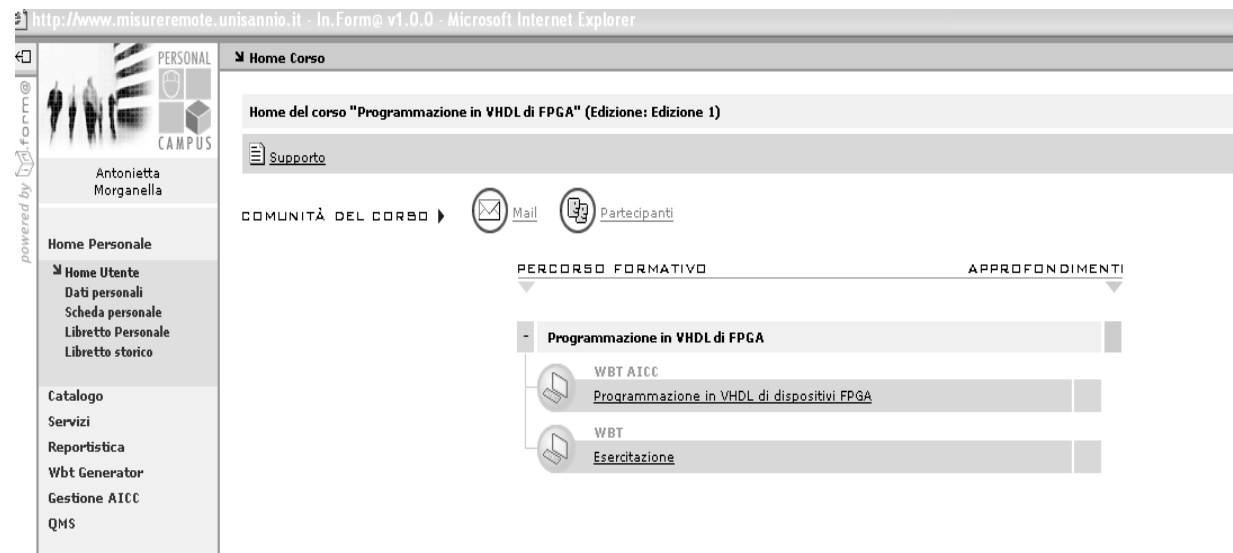 http://www.misureremote.unisannio.it - In.Form@ v1.0.0 - Microsoft Internet Explorer
powered by in.form@
PERSONAL
CAMPUS
Antonietta
Morganella
Home Personale
Home Utente
Dati personali
Scheda personale
Libretto Personale
Libretto storico
Catalogo
Servizi
Reportistica
Wbt Generator
Gestione AICC
QMS
Home Corso
Home del corso "Programmazione in VHDL di FPGA" (Edizione: Edizione 1)
Supporto
COMUNITÀ DEL CORSO Mail Partecipanti
PERCORSO FORMATIVO APPROFONDIMENTI
- Programmazione in VHDL di FPGA
WBT AICC
Programmazione in VHDL di dispositivi FPGA
WBT
Esercitazione